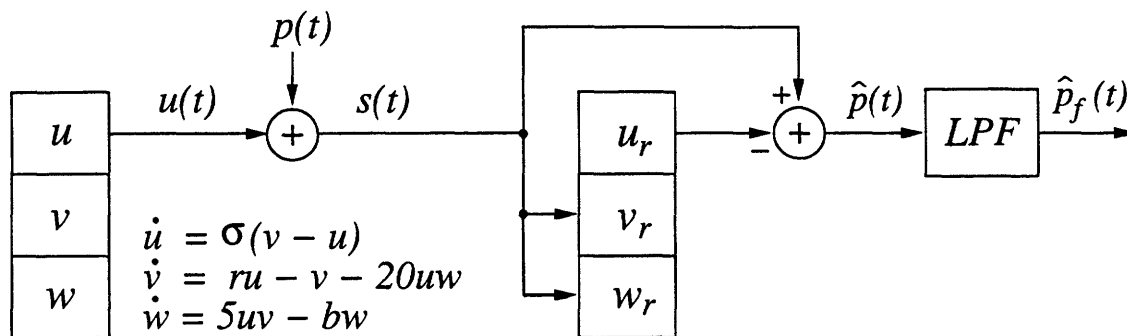 p(t)
u(t)
s(t)
+
+
−
+
p̂(t)
LPF
p̂_f(t)
u
v
w
u_r
v_r
w_r
u̇ = σ(v − u)
v̇ = ru − v − 20uw
ẇ = 5uv − bw